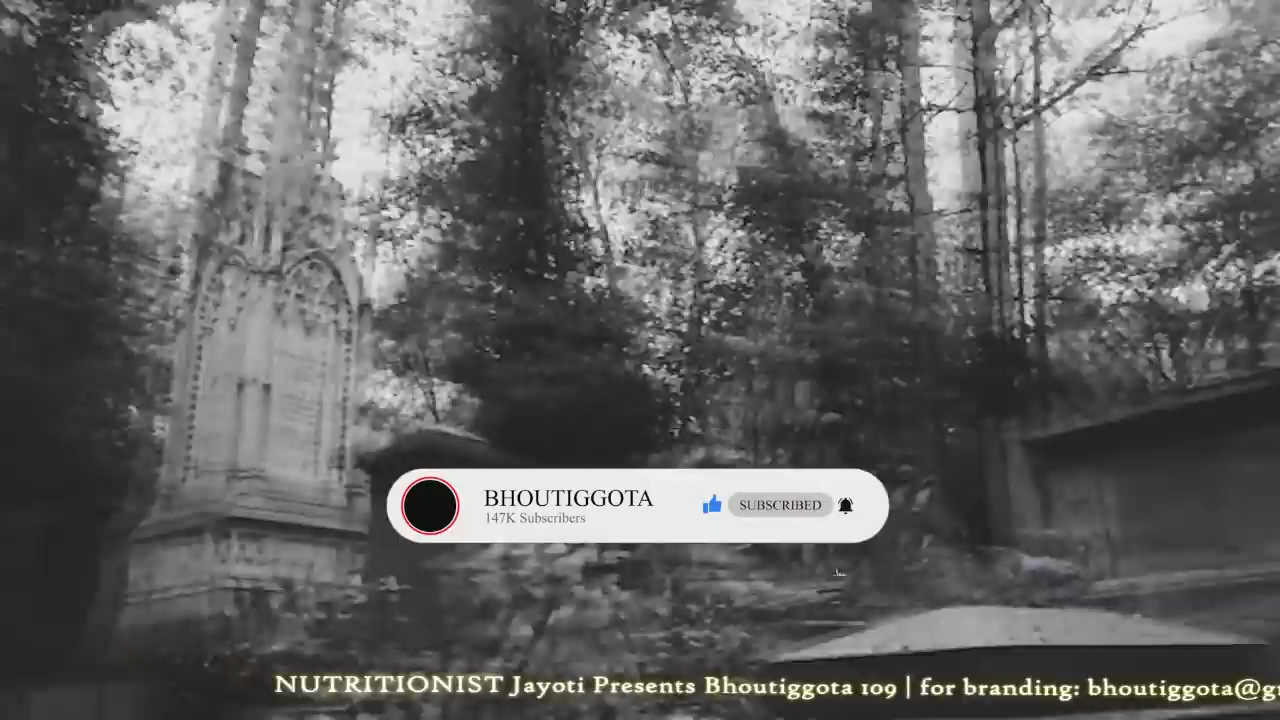 BHOUTIGGOTA
147K Subscribers
SUBSCRIBED
NUTRITIONIST Jayoti Presents Bhoutiggota 109 | for branding: bhoutiggota@g